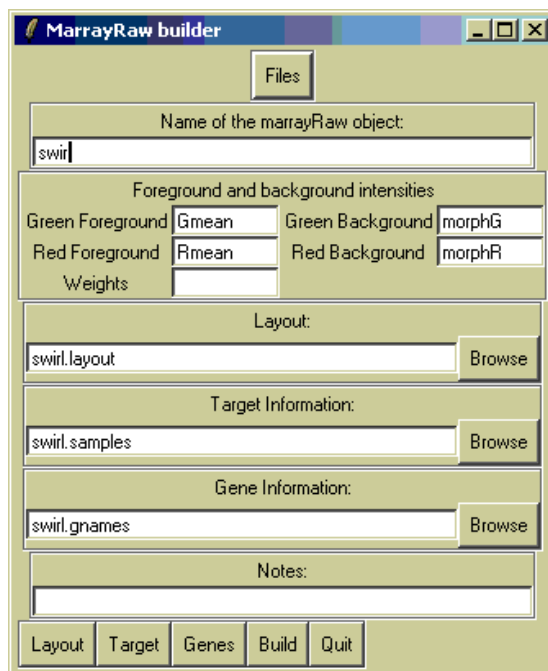 MarrayRaw builder
Files
Name of the marrayRaw object:
swir
Foreground and background intensities
Green Foreground Gmean Green Background morphG
Red Foreground Rmean Red Background morphR
Weights
Layout:
swirl.layout Browse
Target Information:
swirl.samples Browse
Gene Information:
swirl.gnames Browse
Notes:
Layout Target Genes Build Quit